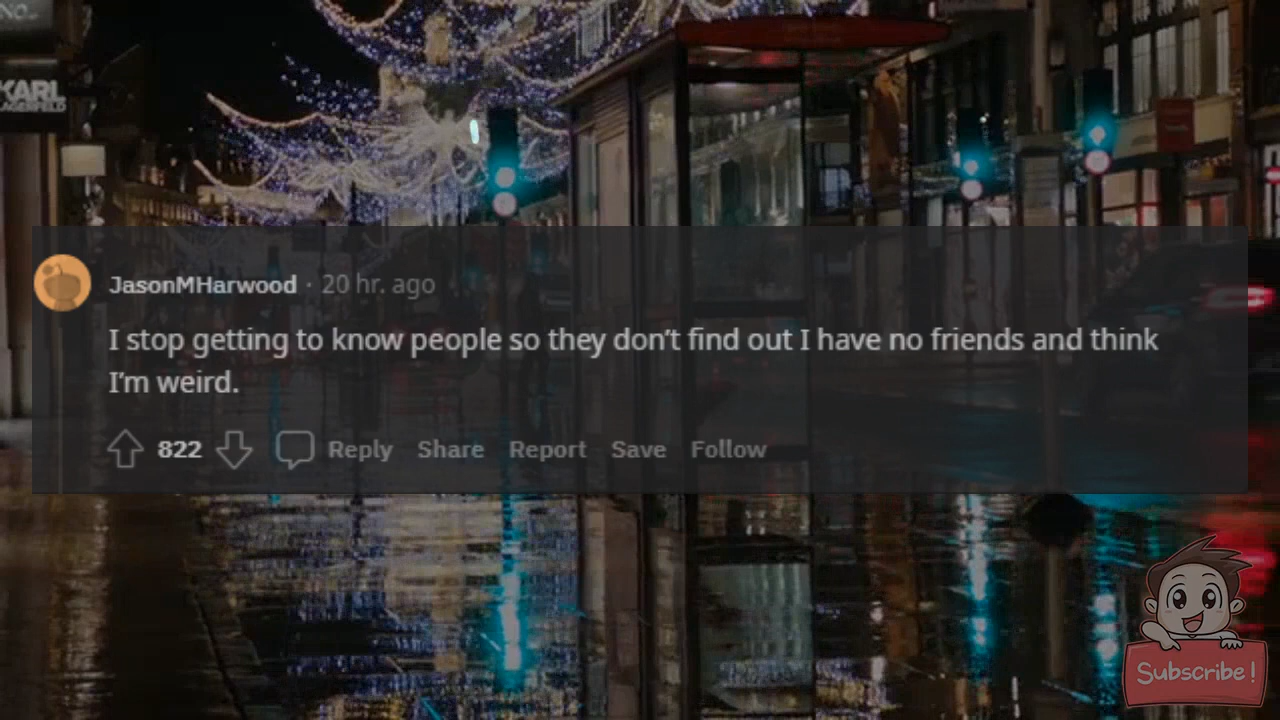 NO..
KARL
LAGERFELD
JasonMHarwood · 20 hr. ago
I stop getting to know people so they don’t find out I have no friends and think
I’m weird.
822 Reply Share Report Save Follow
Subscribe!